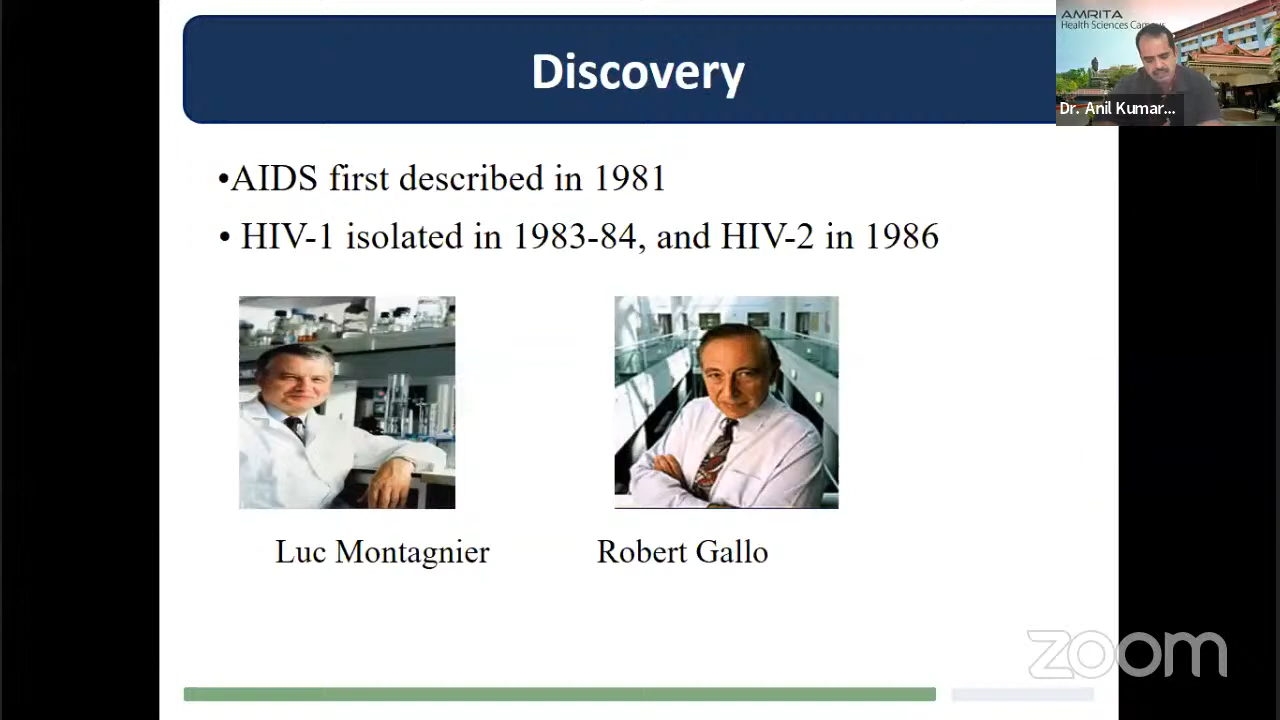 Discovery
AMRITA
Health Sciences Campus
Dr. Anil Kumar...
•AIDS first described in 1981
• HIV-1 isolated in 1983-84, and HIV-2 in 1986
Luc Montagnier
Robert Gallo
zoom